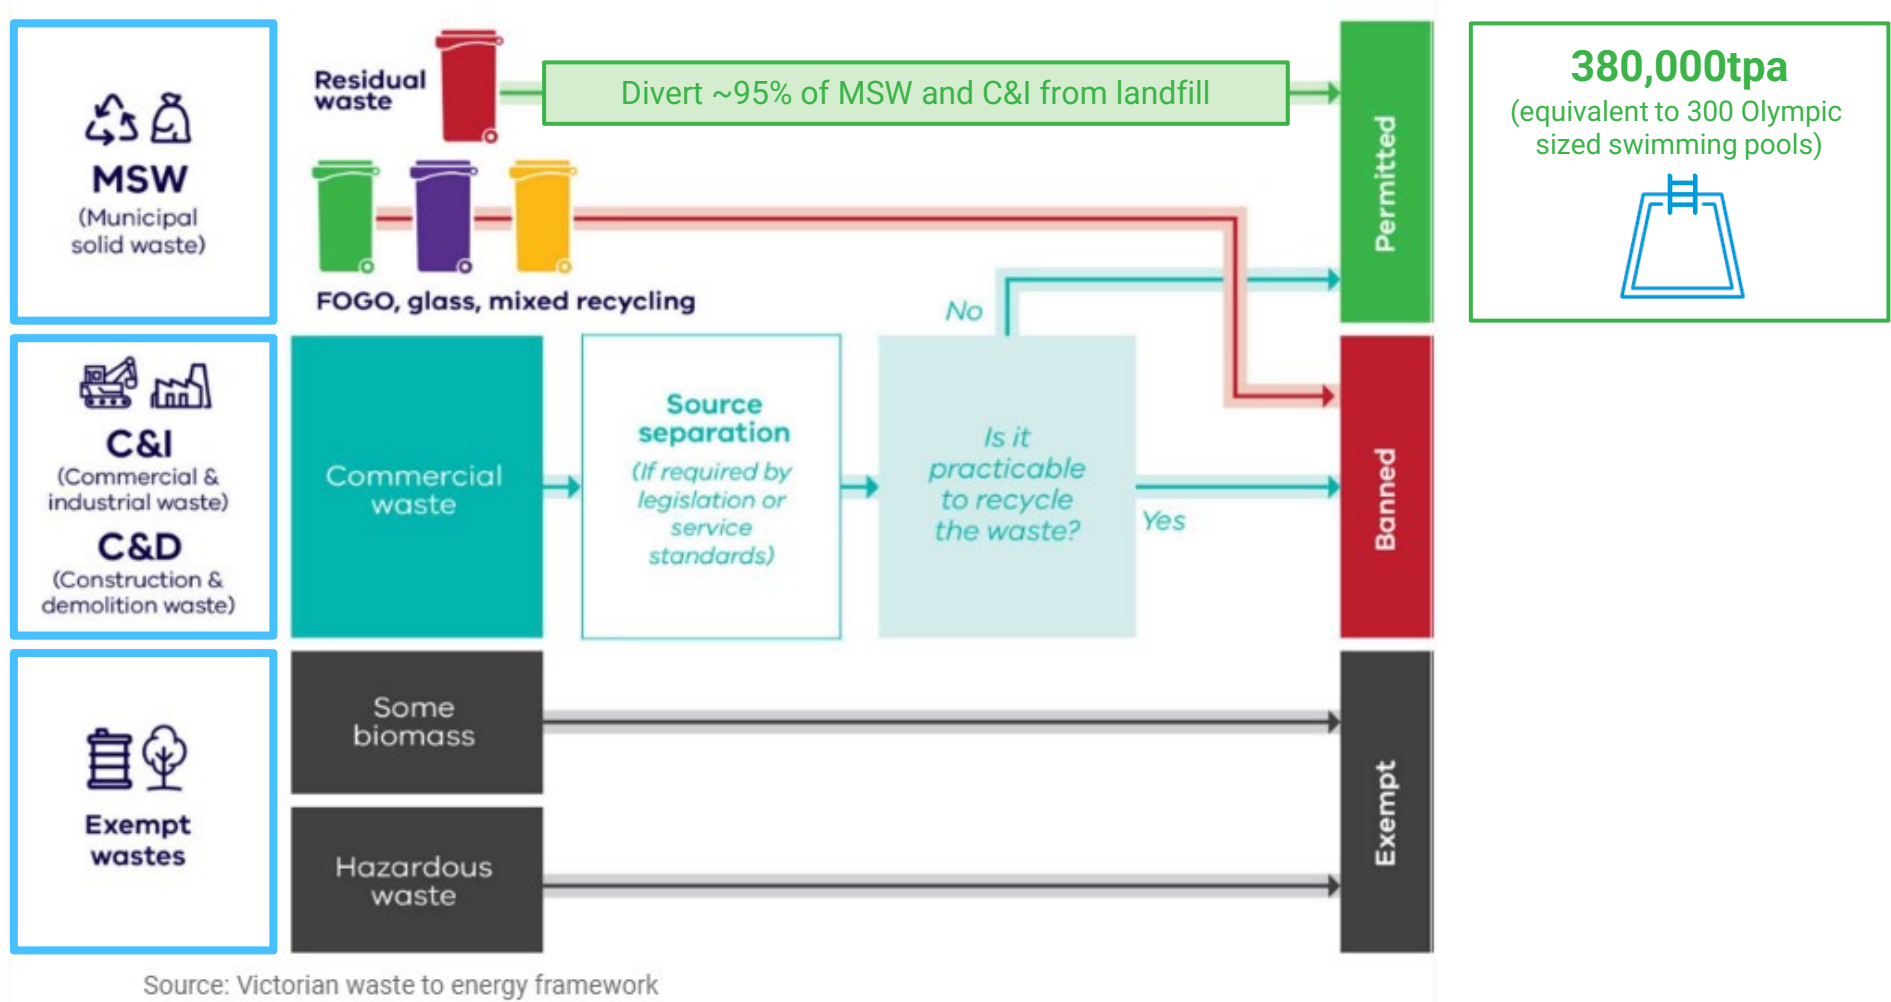 MSW
(Municipal
solid waste)
Residual
waste
Divert ~95% of MSW and C&I from landfill
FOGO, glass, mixed recycling
Permitted
380,000tpa
(equivalent to 300 Olympic
sized swimming pools)
C&I
(Commercial &
industrial waste)
C&D
(Construction &
demolition waste)
Commercial
waste
Source
separation
(If required by
legislation or
service
standards)
Is it
practicable
to recycle
the waste?
No
Yes
Banned
Exempt
wastes
Some
biomass
Hazardous
waste
Exempt
Source: Victorian waste to energy framework